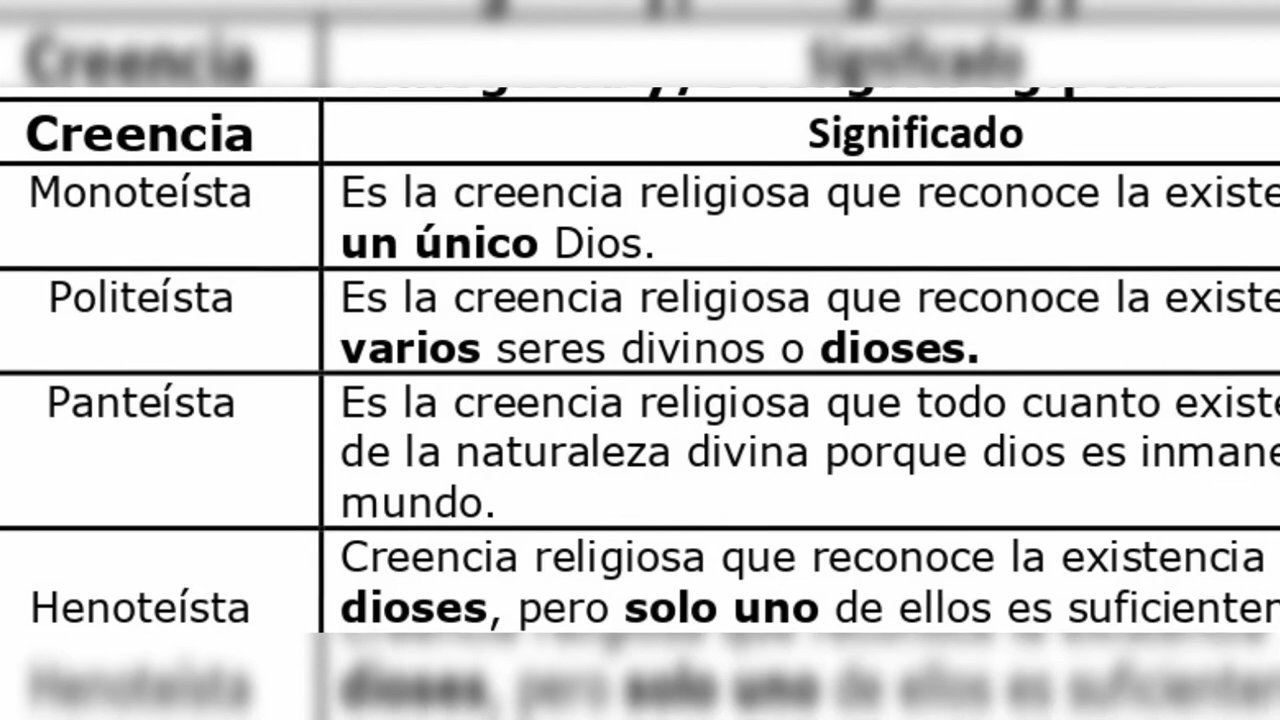 Creencia Significado
Monoteísta Es la creencia religiosa que reconoce la existe
un único Dios.
Politeísta Es la creencia religiosa que reconoce la existe
varios seres divinos o dioses.
Panteísta Es la creencia religiosa que todo cuanto existe
de la naturaleza divina porque dios es inmane
mundo.
Creencia religiosa que reconoce la existencia
Henoteísta dioses, pero solo uno de ellos es suficienter